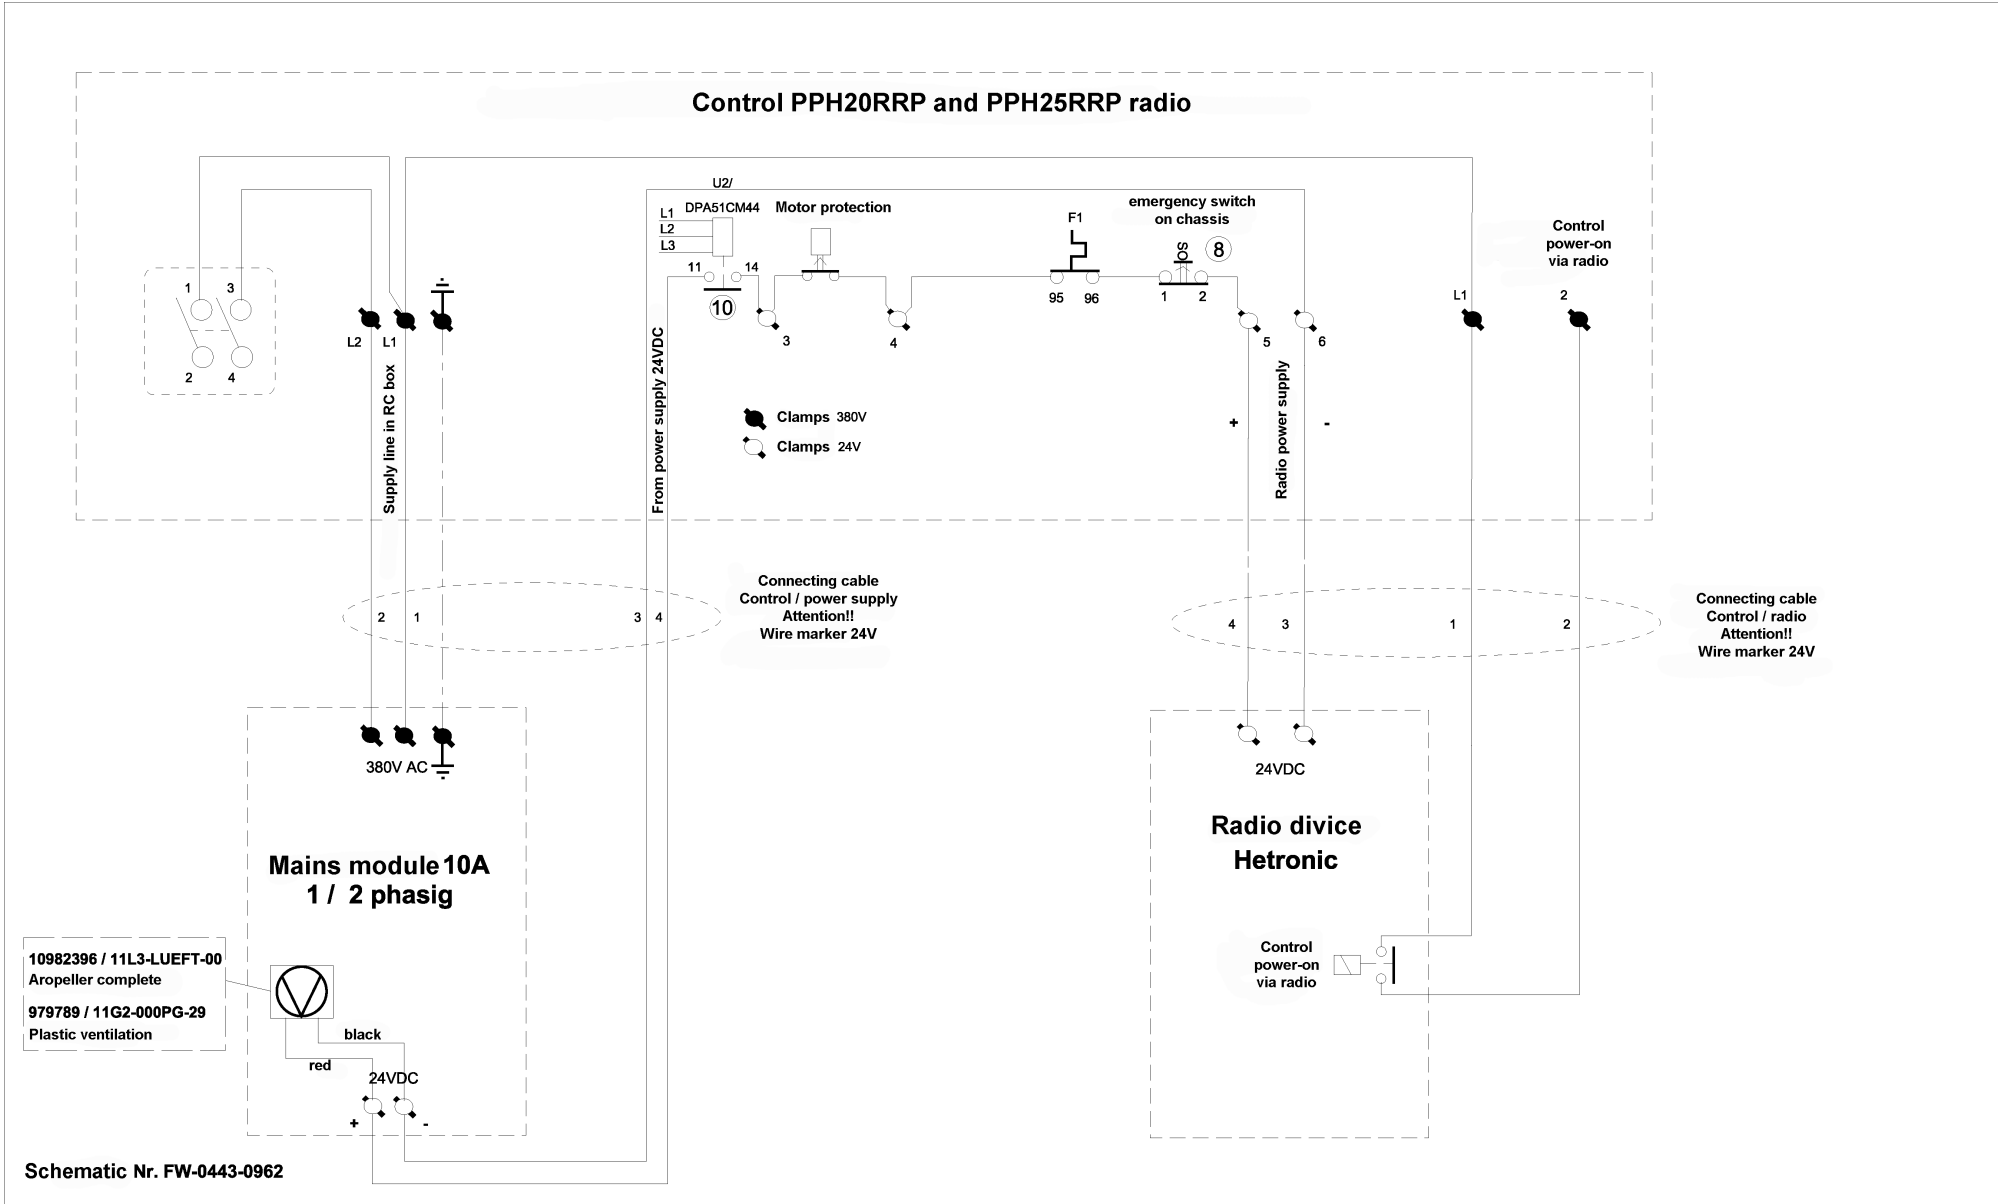 Control PPH20RRP and PPH25RRP radio
U2/
DPA51CM44
Motor protection
L1
L2
L3
11
14
10
F1
95
96
emergency switch
on chassis
SO
8
1
2
Control
power-on
via radio
L1
2
1
3
2
4
L2
L1
3
4
5
6
Supply line in RC box
From power supply 24VDC
Radio power supply
+
-
Clamps 380V
Clamps 24V
2
1
3
4
Connecting cable
Control / power supply
Attention!!
Wire marker 24V
4
3
1
2
Connecting cable
Control / radio
Attention!!
Wire marker 24V
380V AC
Mains module 10A
1 / 2 phasig
24VDC
Radio divice
Hetronic
Control
power-on
via radio
10982396 / 11L3-LUEFT-00
Aropeller complete
979789 / 11G2-000PG-29
Plastic ventilation
black
red
24VDC
+
-
Schematic Nr. FW-0443-0962